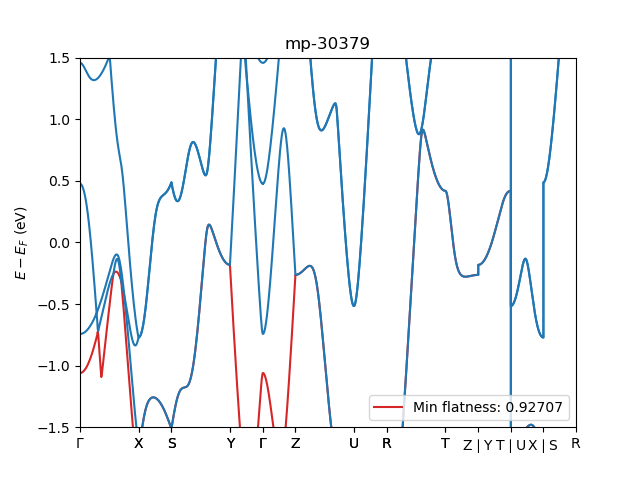 mp-30379
E − E_F (eV)
1.5
1.0
0.5
0.0
−0.5
−1.0
−1.5
Min flatness: 0.92707
Γ X S Y Γ Z U R T Z | Y T | U X | S R